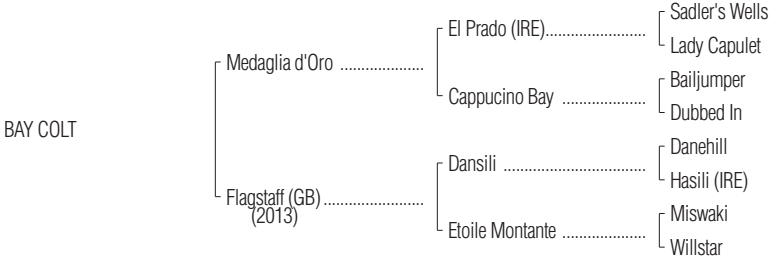 Sadler's Wells
El Prado (IRE)........................
Lady Capulet
Medaglia d'Oro ....................
Bailjumper
Cappucino Bay ....................
Dubbed In
BAY COLT
Danehill
Dansili ..................................
Hasili (IRE)
Flagstaff (GB)........................
(2013)
Miswaki
Etoile Montante ....................
Willstar